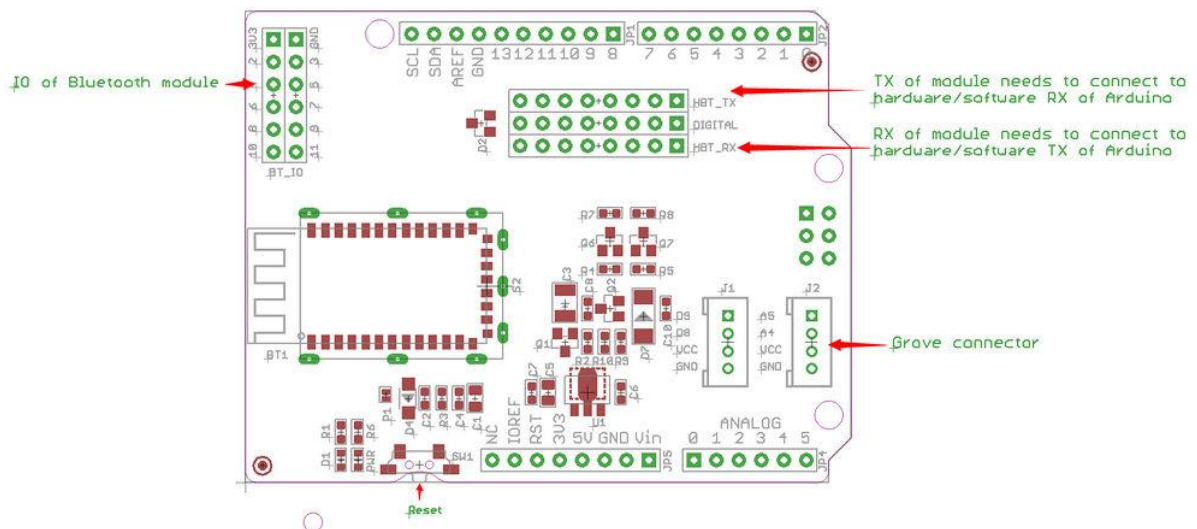 3V3 GND
2 3
5
6 7
8 9
10 11
BT_IO
IO of Bluetooth module
SCL SDA AREF GND 13 12 11 10 9 8
JP1
7 6 5 4 3 2 1 0
JP2
TX of module needs to connect to
hardware/software RX of Arduino
HBT_TX
DIGITAL
HBT_RX
RX of module needs to connect to
hardware/software TX of Arduino
D2
R7 R8
Q6 Q7
R4 R5
S2
C3 C8 Q2
J1 J2
D9 D8 VCC GND
A5 A4 VCC GND
Grove connector
BT1
Q1
D7 C10
R2 R10 R9
C7 C5 C6
U1
P1 D4 C2 R3 C4 C1
R1 R6
D1 PWR
SW1
NC IOREF RST 3V3 5V GND Vin
JP5
ANALOG
0 1 2 3 4 5
JP4
Reset